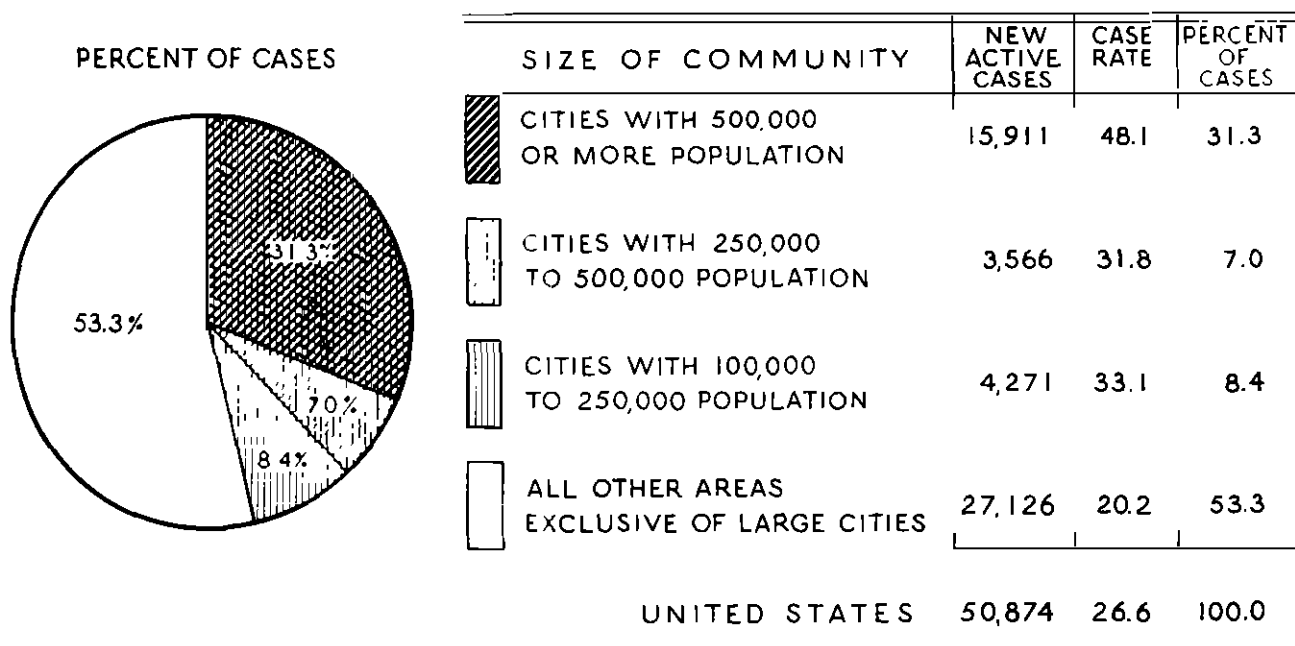 PERCENT OF CASES
31.3%
7.0%
8.4%
53.3%
SIZE OF COMMUNITY
NEW ACTIVE CASES
CASE RATE
PERCENT OF CASES
CITIES WITH 500,000
OR MORE POPULATION
15,911 48.1 31.3
CITIES WITH 250,000
TO 500,000 POPULATION
3,566 31.8 7.0
CITIES WITH 100,000
TO 250,000 POPULATION
4,271 33.1 8.4
ALL OTHER AREAS
EXCLUSIVE OF LARGE CITIES
27,126 20.2 53.3
UNITED STATES 50,874 26.6 100.0